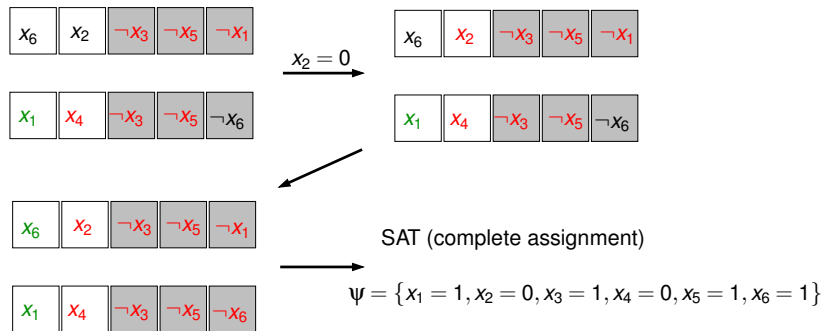 x₆ x₂ ¬x₃ ¬x₅ ¬x₁
x₂ = 0
x₆ x₂ ¬x₃ ¬x₅ ¬x₁
x₁ x₄ ¬x₃ ¬x₅ ¬x₆
x₁ x₄ ¬x₃ ¬x₅ ¬x₆
x₆ x₂ ¬x₃ ¬x₅ ¬x₁
SAT (complete assignment)
x₁ x₄ ¬x₃ ¬x₅ ¬x₆
ψ = {x₁ = 1, x₂ = 0, x₃ = 1, x₄ = 0, x₅ = 1, x₆ = 1}